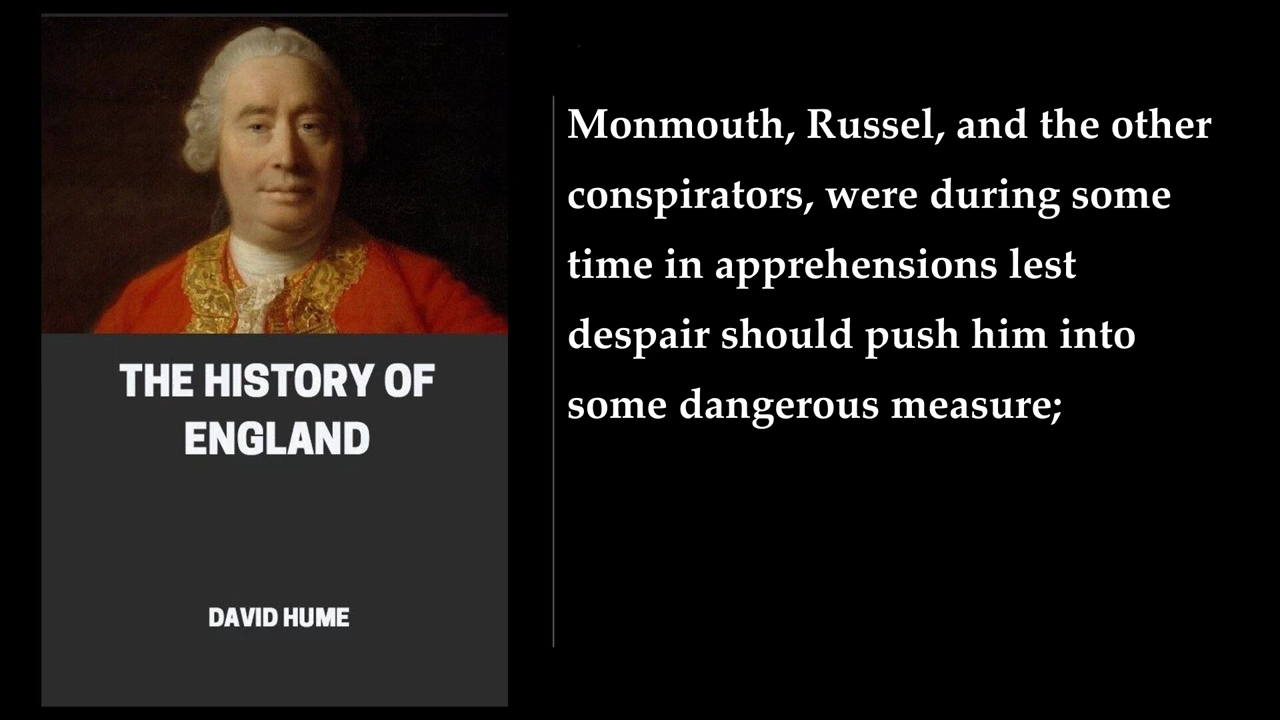 THE HISTORY OF
ENGLAND
DAVID HUME
Monmouth, Russel, and the other
conspirators, were during some
time in apprehensions lest
despair should push him into
some dangerous measure;